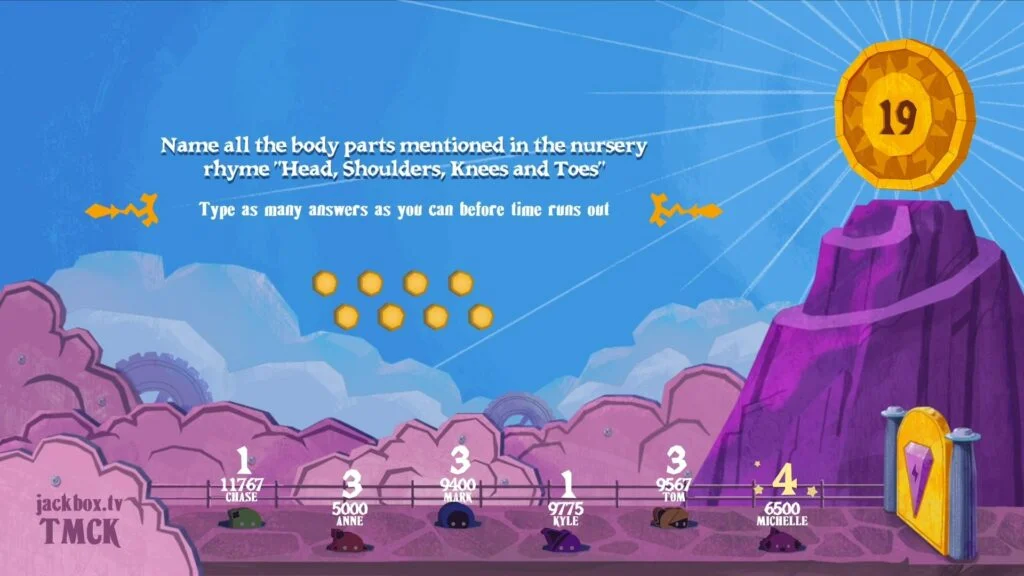 19
Name all the body parts mentioned in the nursery
rhyme "Head, Shoulders, Knees and Toes"
Type as many answers as you can before time runs out
1
11767
CHASE
3
5000
ANNE
3
9400
MARK
1
9775
KYLE
3
9567
TOM
4
6500
MICHELLE
jackbox.tv
TMCK